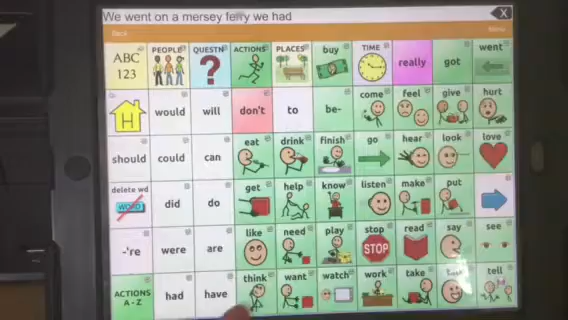 We went on a mersey ferry we had
Back
Menu
ABC 123 PEOPLE QUESTN ACTIONS PLACES buy TIME really got went
H would will don't to be- come feel give hurt
should could can eat drink finish go hear look love
delete wd WORD did do get help know listen make put
-'re were are like need play stop STOP read say see
ACTIONS A - Z had have think want watch work take tell